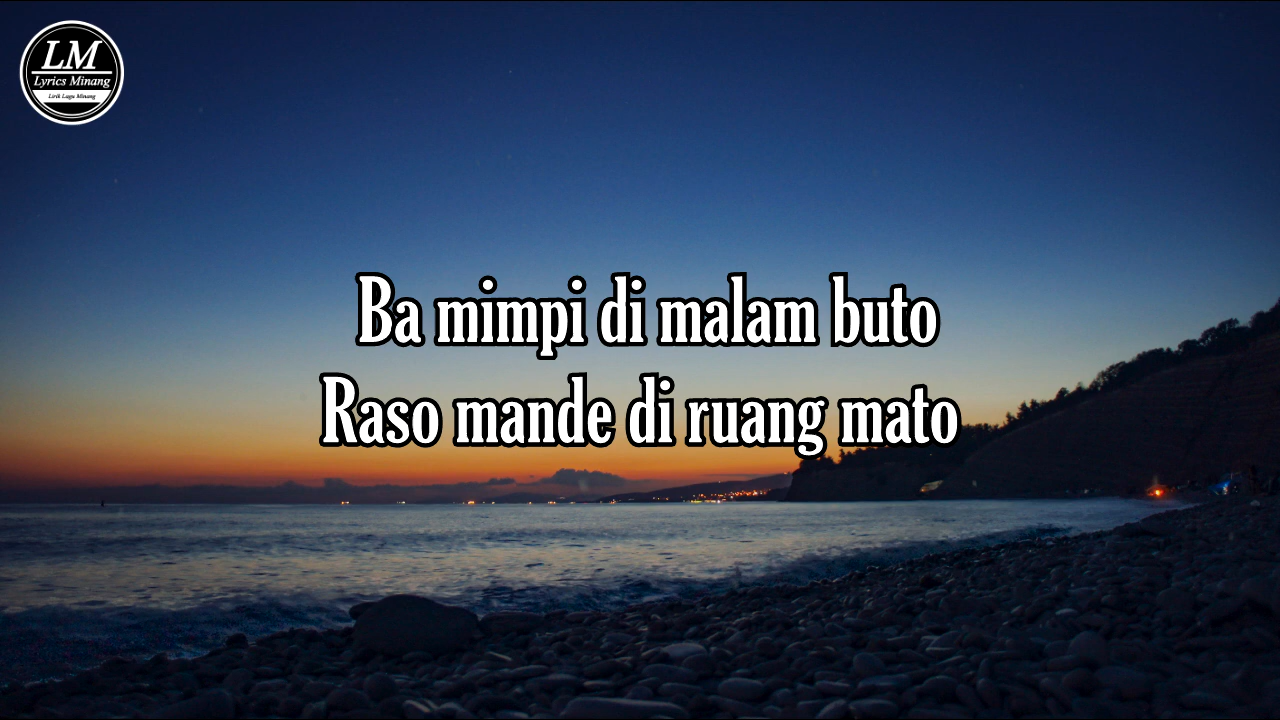 LM
Lyrics Minang
Lirik Lagu Minang
Ba mimpi di malam buto
Raso mande di ruang mato